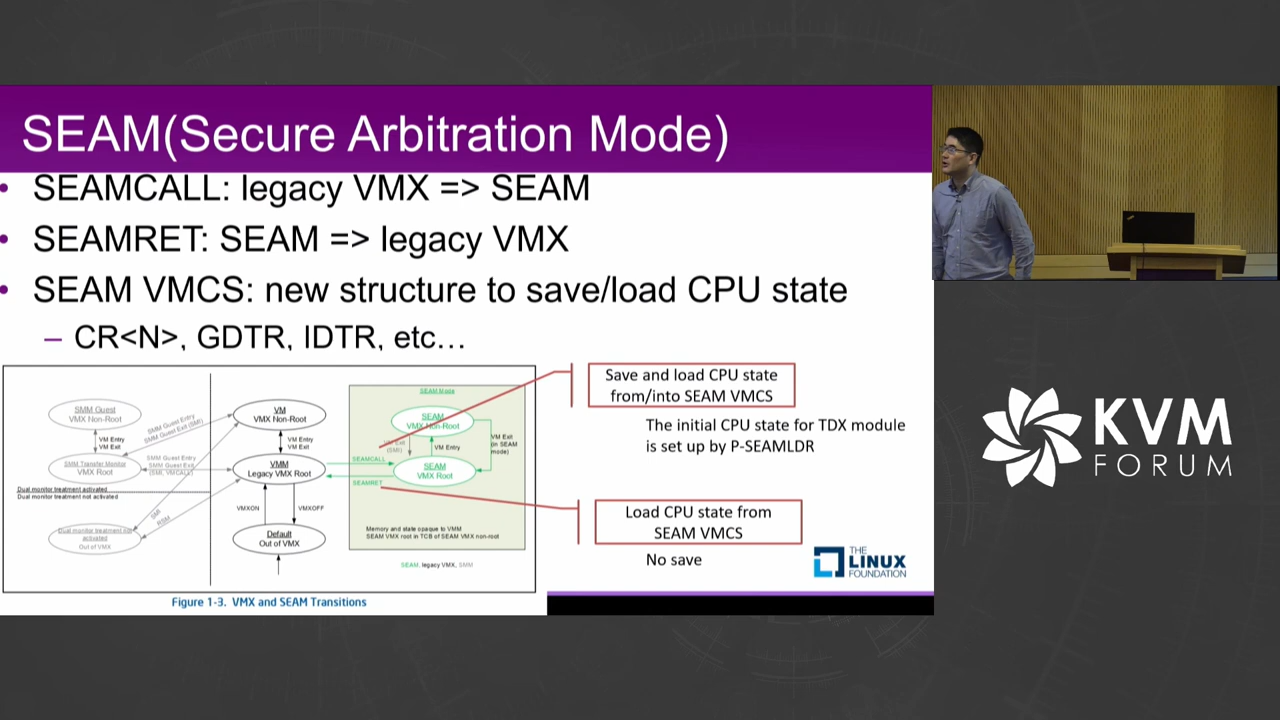 SEAM(Secure Arbitration Mode)
• SEAMCALL: legacy VMX => SEAM
• SEAMRET: SEAM => legacy VMX
• SEAM VMCS: new structure to save/load CPU state
– CR<N>, GDTR, IDTR, etc…
SMM Guest
VMX Non-Root
VM Entry
VM Exit
SMM Transfer Monitor
VMX Root
Dual monitor treatment activated
Dual monitor treatment not activated
Dual monitor treatment not
activated
Out of VMX
SMM Guest Entry
SMM Guest Exit (SMI)
SMM Guest Entry
SMM Guest Exit
(SMI, VMCALL)
SMI
RSM
VM
VMX Non-Root
VM Entry
VM Exit
VMM
Legacy VMX Root
VMXON
VMXOFF
Default
Out of VMX
SEAM Mode
SEAM
VMX Non-Root
VM Exit
(SMI)
VM Entry
VM Exit
(in SEAM
mode)
SEAM
VMX Root
SEAMCALL
SEAMRET
Memory and state opaque to VMM
SEAM VMX root in TCB of SEAM VMX non-root
SEAM, legacy VMX, SMM
Figure 1-3. VMX and SEAM Transitions
Save and load CPU state
from/into SEAM VMCS
The initial CPU state for TDX module
is set up by P-SEAMLDR
Load CPU state from
SEAM VMCS
No save
THE
LINUX
FOUNDATION
KVM
FORUM